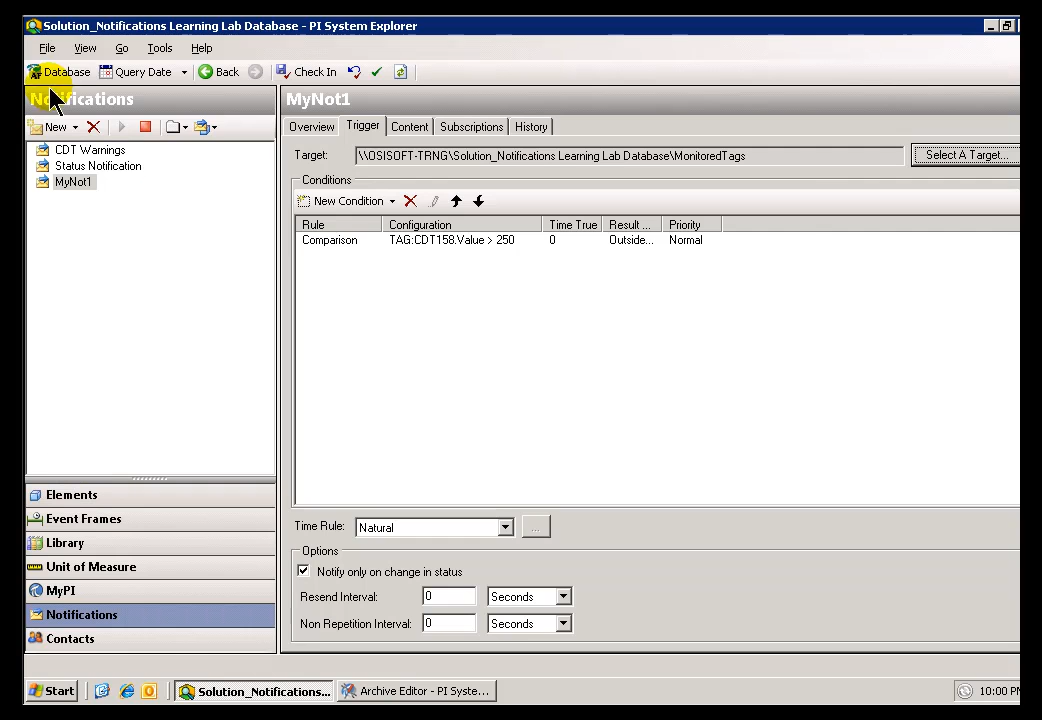 Solution_Notifications Learning Lab Database - PI System Explorer
File View Go Tools Help
Database Query Date Back Check In
Notifications
New
CDT Warnings
Status Notification
MyNot1
Elements
Event Frames
Library
Unit of Measure
MyPI
Notifications
Contacts
MyNot1
Overview Trigger Content Subscriptions History
Target: \\OSISOFT-TRNG\Solution_Notifications Learning Lab Database\MonitoredTags Select A Target...
Conditions
New Condition
Rule Configuration Time True Result ... Priority
Comparison TAG:CDT158.Value > 250 0 Outside... Normal
Time Rule: Natural ...
Options
Notify only on change in status
Resend Interval: 0 Seconds
Non Repetition Interval: 0 Seconds
Start Solution_Notifications... Archive Editor - PI Syste... 10:00 PM